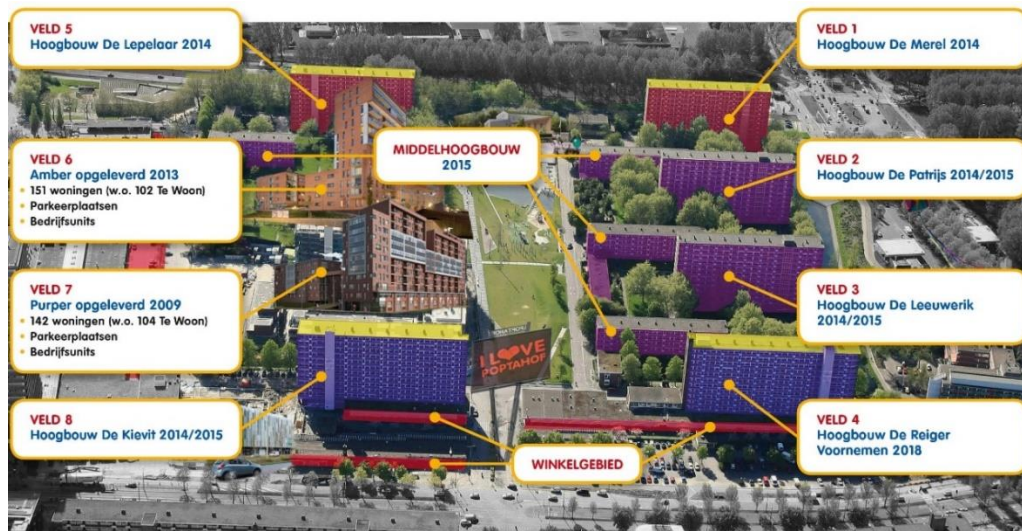 VELD 5
Hoogbouw De Lepelaar 2014
VELD 1
Hoogbouw De Merel 2014
VELD 6
Amber opgeleverd 2013
• 151 woningen (w.o. 102 Te Woon)
• Parkeerplaatsen
• Bedrijfsunits
MIDDELHOOGBOUW
2015
VELD 2
Hoogbouw De Patrijs 2014/2015
VELD 7
Purper opgeleverd 2009
• 142 woningen (w.o. 104 Te Woon)
• Parkeerplaatsen
• Bedrijfsunits
VELD 3
Hoogbouw De Leeuwerik
2014/2015
I LOVE
POPTAHOF
VELD 8
Hoogbouw De Kievit 2014/2015
VELD 4
Hoogbouw De Reiger
Voornemen 2018
WINKELGEBIED